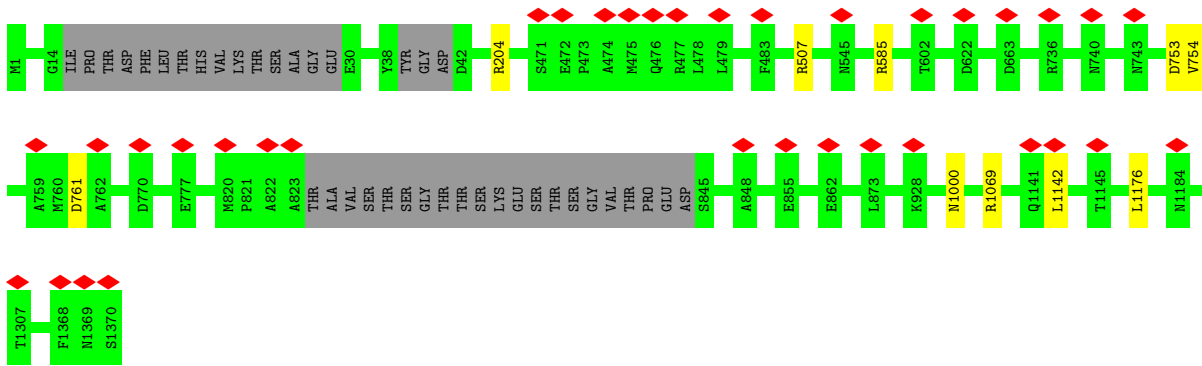 M1 G14 ILE PRO THR ASP PHE LEU THR HIS VAL LYS THR THR SER ALA GLY GLU E30 Y38 TYR GLY ASP D42 R204 S471 E472 P473 A474 M475 Q476 R477 L478 L479 F483 R507 N545 R585 T602 D622 D663 R736 N740 N743 D753 V754
A759 M760 D761 A762 D770 E777 M820 P821 A822 A823 THR ALA VAL SER THR SER GLY THR THR SER LYS GLU SER THR SER GLY VAL THR PRO GLU ASP S845 A848 E855 E862 L873 K928 N1000 R1069 Q1141 L1142 T1145 L1176 N1184
T1307 F1368 N1369 S1370